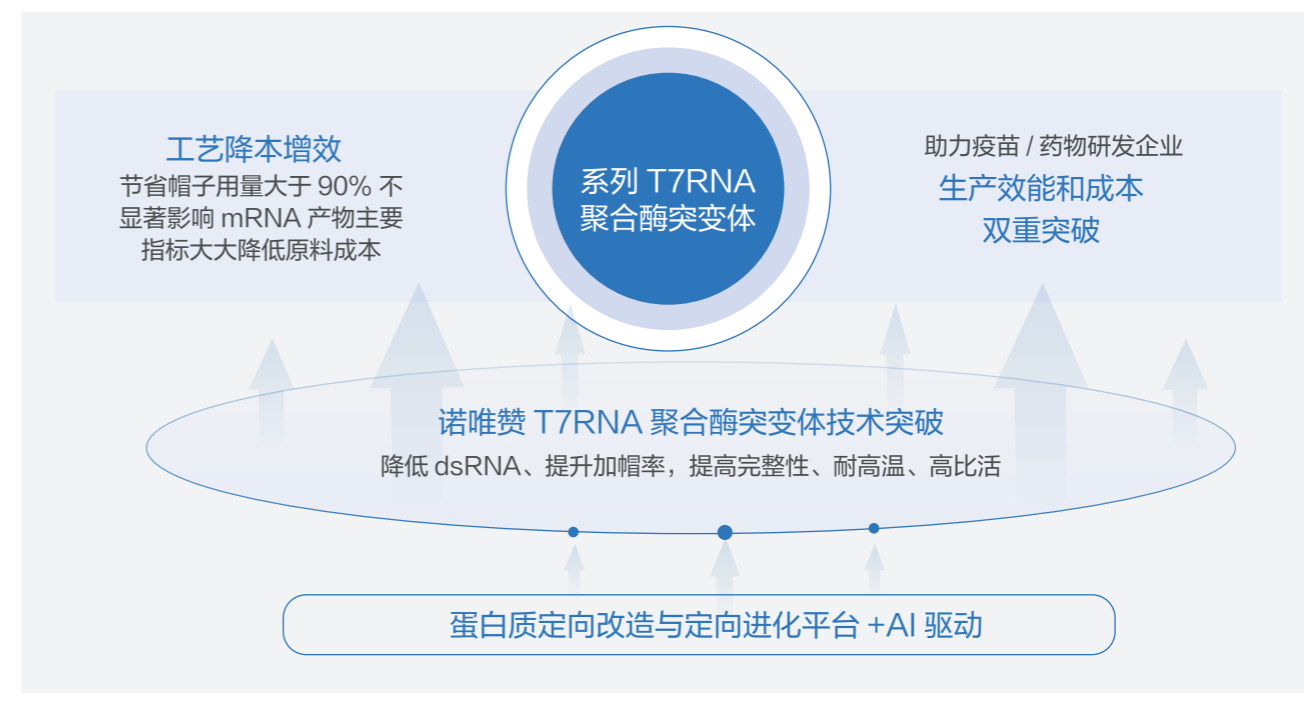 工艺降本增效
节省帽子用量大于 90% 不
显著影响 mRNA 产物主要
指标大大降低原料成本
系列 T7RNA
聚合酶突变体
助力疫苗 / 药物研发企业
生产效能和成本
双重突破
诺唯赞 T7RNA 聚合酶突变体技术突破
降低 dsRNA、提升加帽率，提高完整性、耐高温、高比活
蛋白质定向改造与定向进化平台 +AI 驱动